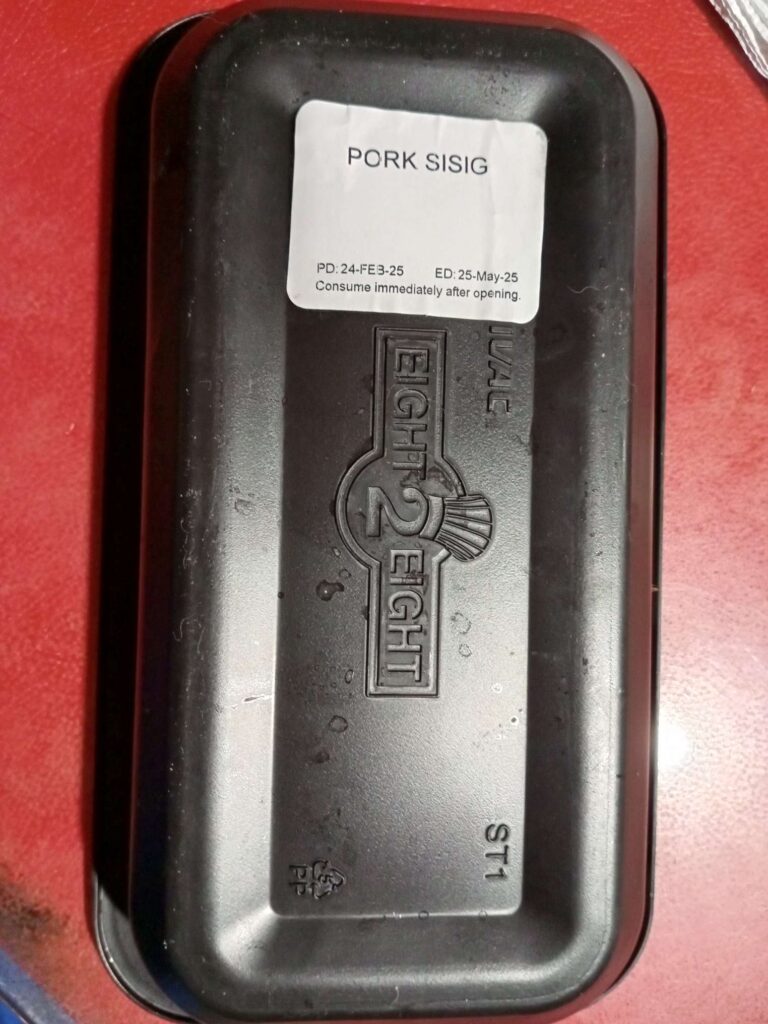 PORK SISIG
PD: 24-FEB-25 ED: 25-May-25
Consume immediately after opening.
EIGHT 2 EIGHT
ST1
PP